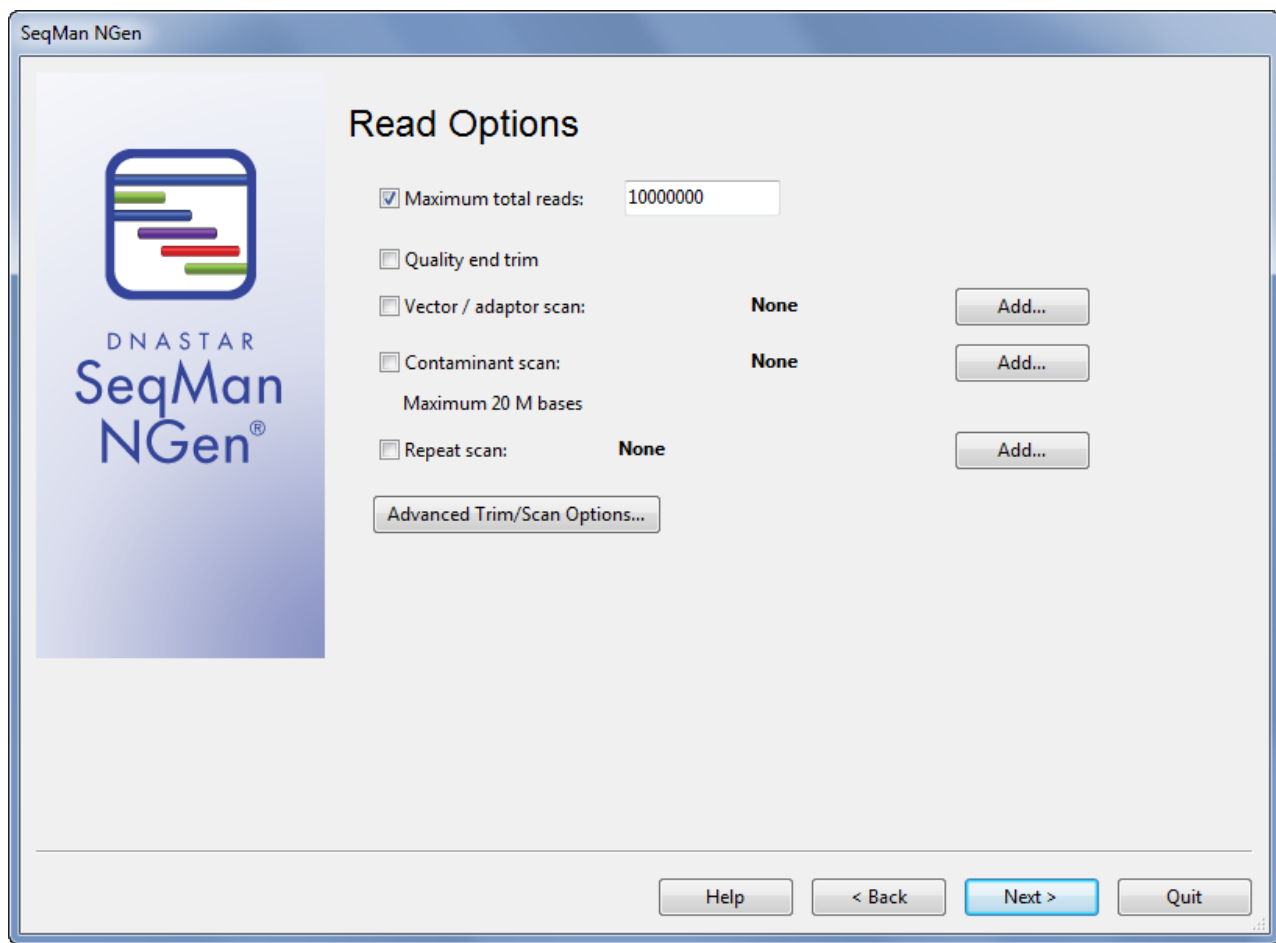 SeqMan NGen
DNASTAR
SeqMan
NGen®
Read Options
Maximum total reads: 10000000
Quality end trim
Vector / adaptor scan: None Add...
Contaminant scan: None Add...
Maximum 20 M bases
Repeat scan: None Add...
Advanced Trim/Scan Options...
Help < Back Next > Quit